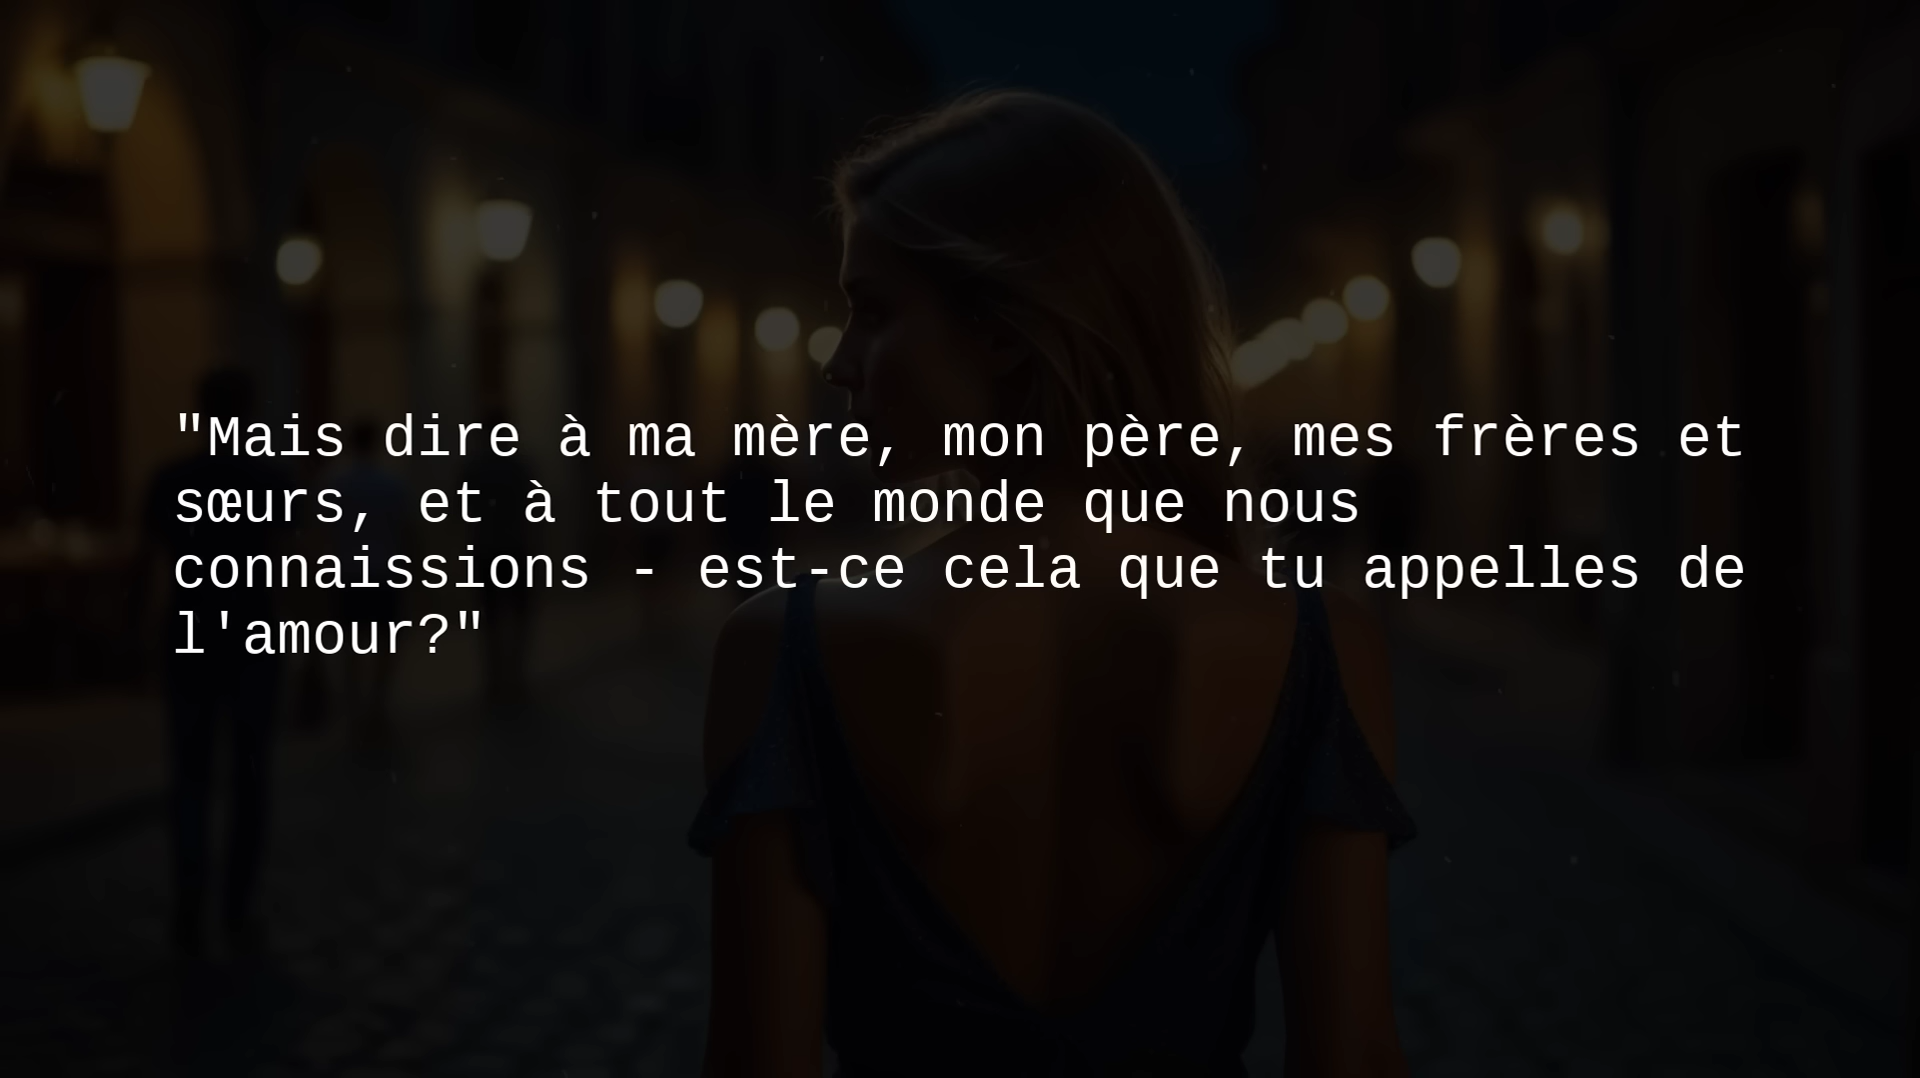 "Mais dire à ma mère, mon père, mes frères et
sœurs, et à tout le monde que nous
connaissions - est-ce cela que tu appelles de
l'amour?"